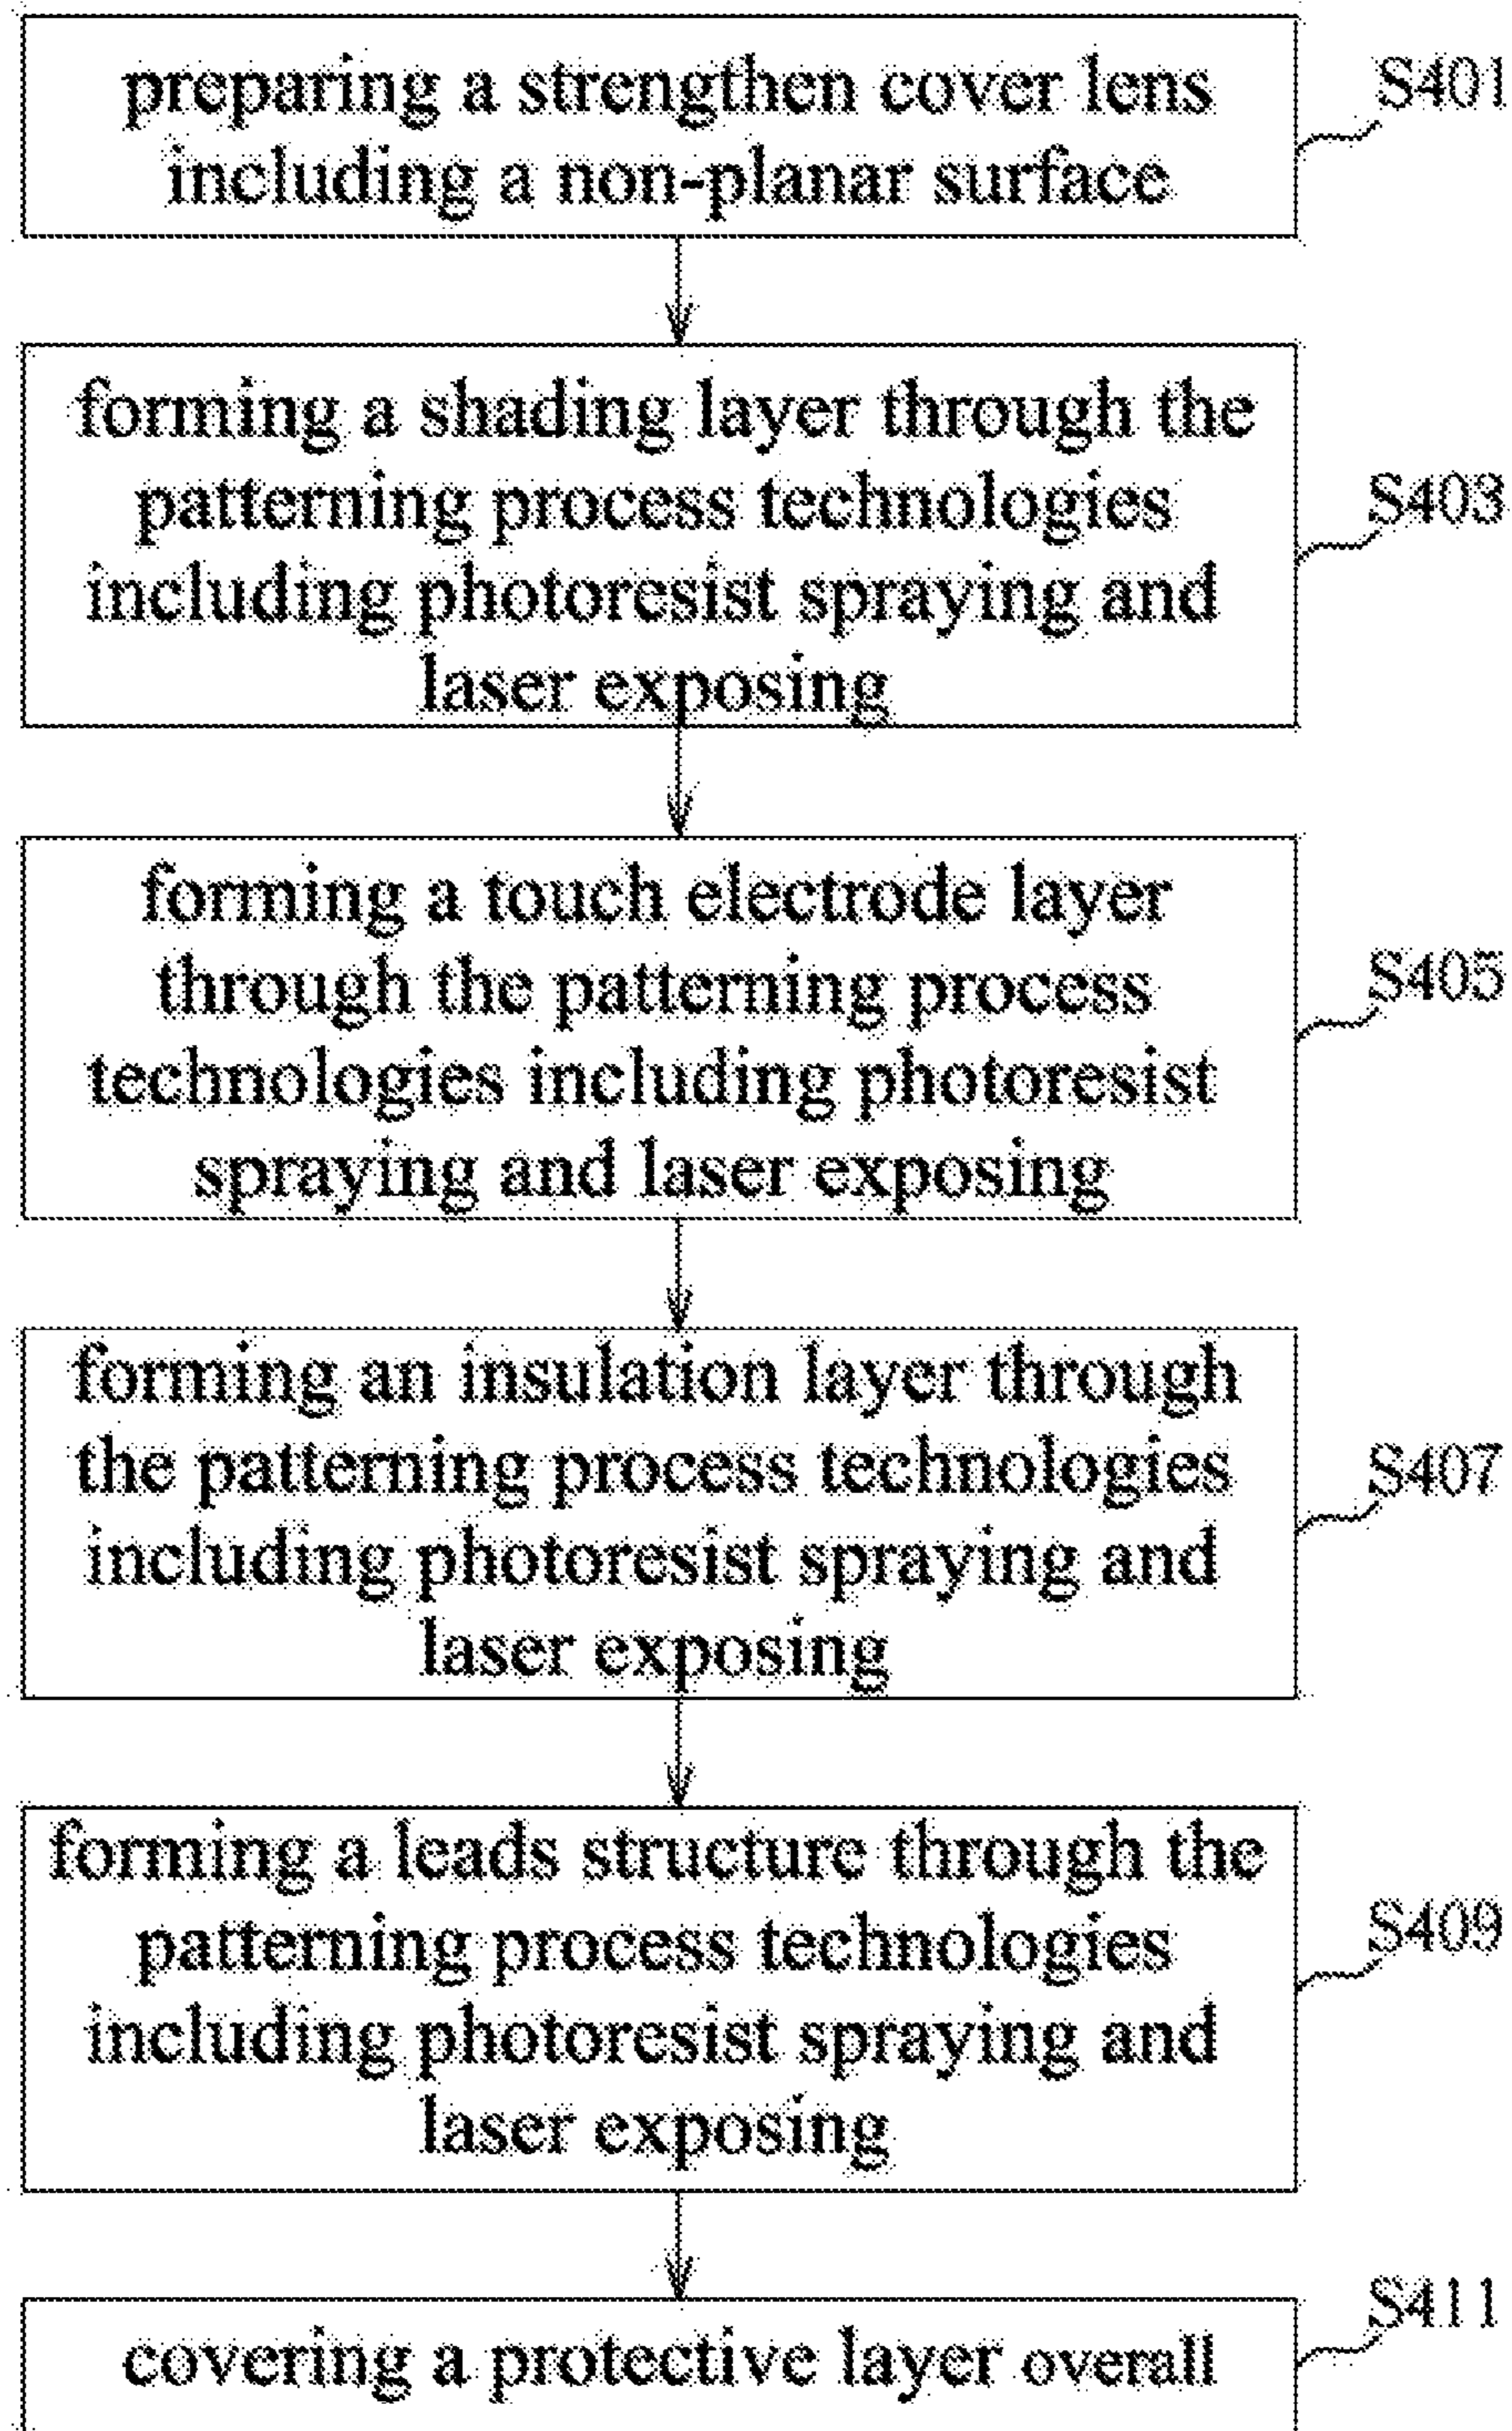 preparing a strengthen cover lens
including a non-planar surface
S401
forming a shading layer through the
patterning process technologies
including photoresist spraying and
laser exposing
S403
forming a touch electrode layer
through the patterning process
technologies including photoresist
spraying and laser exposing
S405
forming an insulation layer through
the patterning process technologies
including photoresist spraying and
laser exposing
S407
forming a leads structure through the
patterning process technologies
including photoresist spraying and
laser exposing
S409
covering a protective layer overall
S411